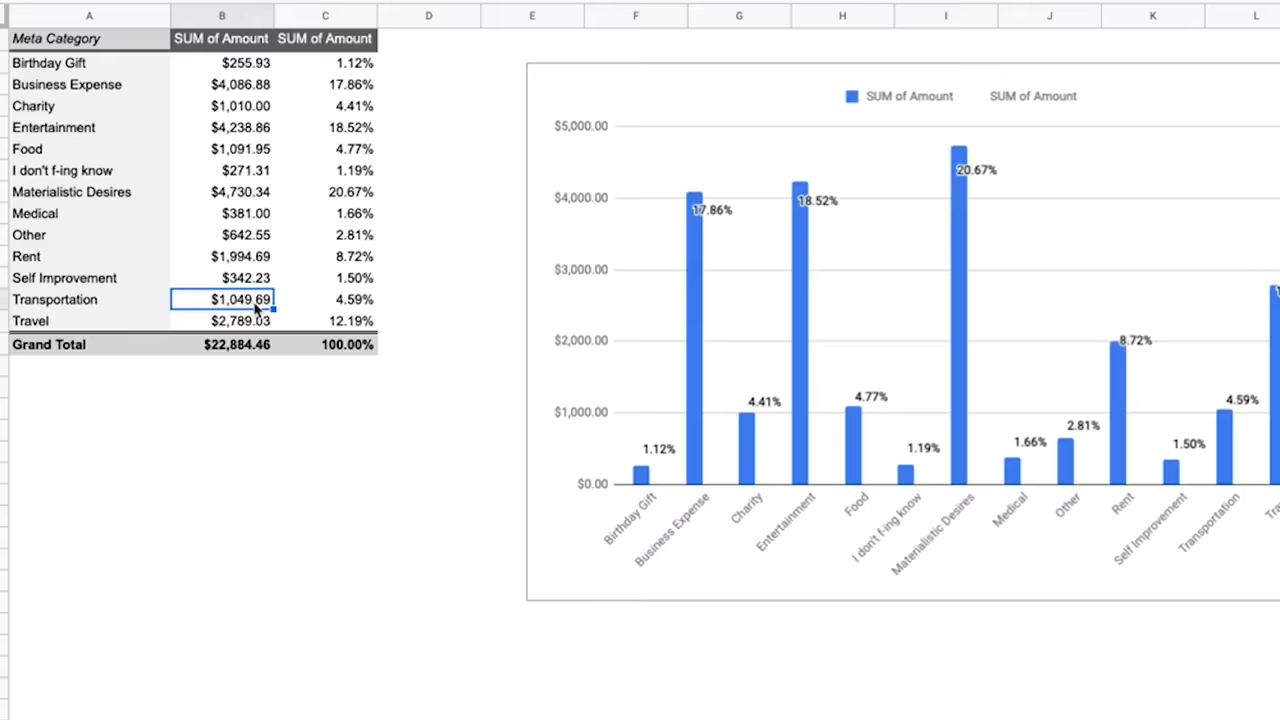 A B C D E F G H I J K L
Meta Category SUM of Amount SUM of Amount
Birthday Gift $255.93 1.12%
Business Expense $4,086.88 17.86%
Charity $1,010.00 4.41%
Entertainment $4,238.86 18.52%
Food $1,091.95 4.77%
I don't f-ing know $271.31 1.19%
Materialistic Desires $4,730.34 20.67%
Medical $381.00 1.66%
Other $642.55 2.81%
Rent $1,994.69 8.72%
Self Improvement $342.23 1.50%
Transportation $1,049.69 4.59%
Travel $2,789.03 12.19%
Grand Total $22,884.46 100.00%
SUM of Amount SUM of Amount
$5,000.00
$4,000.00
$3,000.00
$2,000.00
$1,000.00
$0.00
1.12%
17.86%
4.41%
18.52%
4.77%
1.19%
20.67%
1.66%
2.81%
8.72%
1.50%
4.59%
Birthday Gift
Business Expense
Charity
Entertainment
Food
I don't f-ing know
Materialistic Desires
Medical
Other
Rent
Self Improvement
Transportation